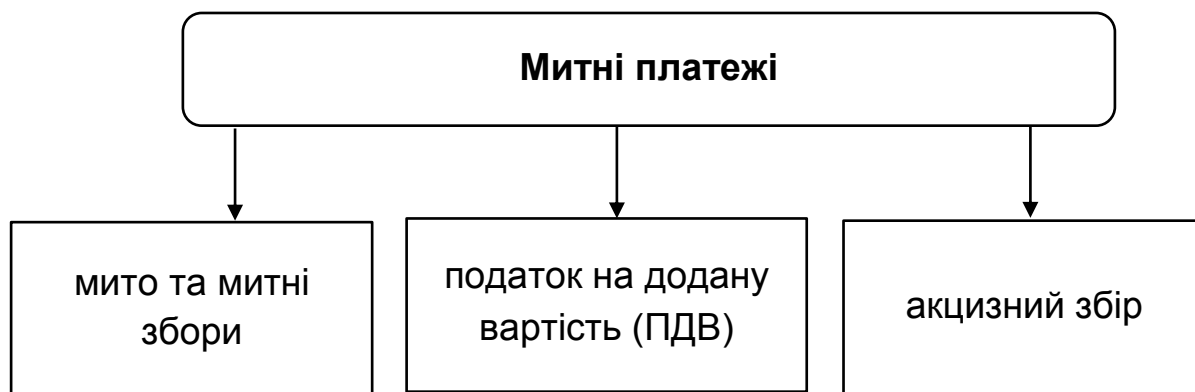 Митні платежі
мито та митні
збори
податок на додану
вартість (ПДВ)
акцизний збір